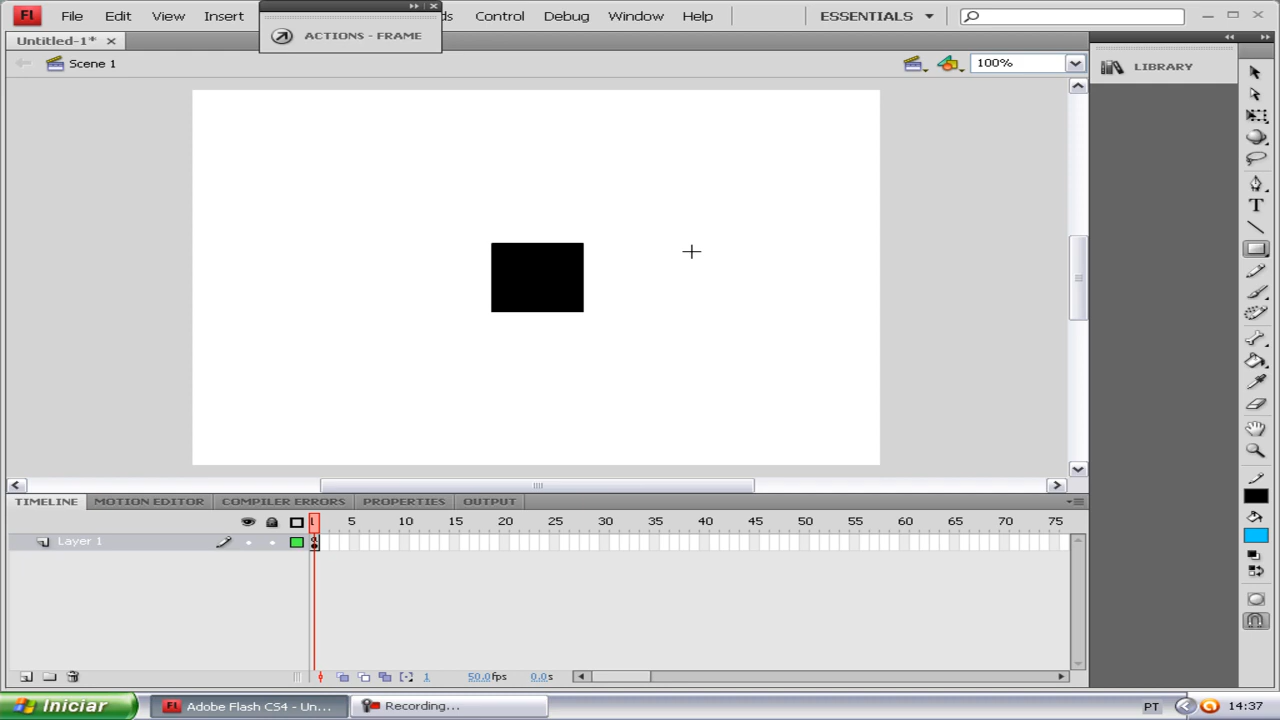 Fl File Edit View Insert ds Control Debug Window Help ESSENTIALS
ACTIONS - FRAME
Untitled-1*
Scene 1
100%
LIBRARY
TIMELINE MOTION EDITOR COMPILER ERRORS PROPERTIES OUTPUT
1 5 10 15 20 25 30 35 40 45 50 55 60 65 70 75
Layer 1
1 50.0fps 0.0s
Iniciar Adobe Flash CS4 - Un... Recording... PT 14:37